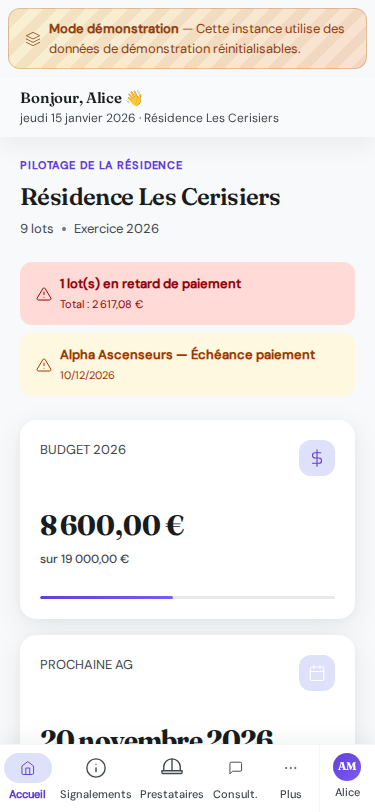 Mode démonstration — Cette instance utilise des
données de démonstration réinitialisables.
Bonjour, Alice 👋
jeudi 15 janvier 2026 · Résidence Les Cerisiers
PILOTAGE DE LA RÉSIDENCE
Résidence Les Cerisiers
9 lots • Exercice 2026
1 lot(s) en retard de paiement
Total : 2 617,08 €
Alpha Ascenseurs — Échéance paiement
10/12/2026
BUDGET 2026
8 600,00 €
sur 19 000,00 €
PROCHAINE AG
20 novembre 2026
Accueil
Signalements
Prestataires
Consult.
Plus
AM
Alice